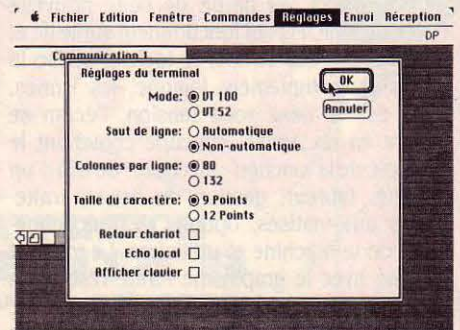 Fichier Edition Fenêtre Commandes Réglages Envoi Réception
DP
Communication 1
Réglages du terminal
OK
Annuler
Mode: VT 100
VT 52
Saut de ligne: Automatique
Non-automatique
Colonnes par ligne: 80
132
Taille du caractère: 9 Points
12 Points
Retour chariot
Echo local
Afficher clavier